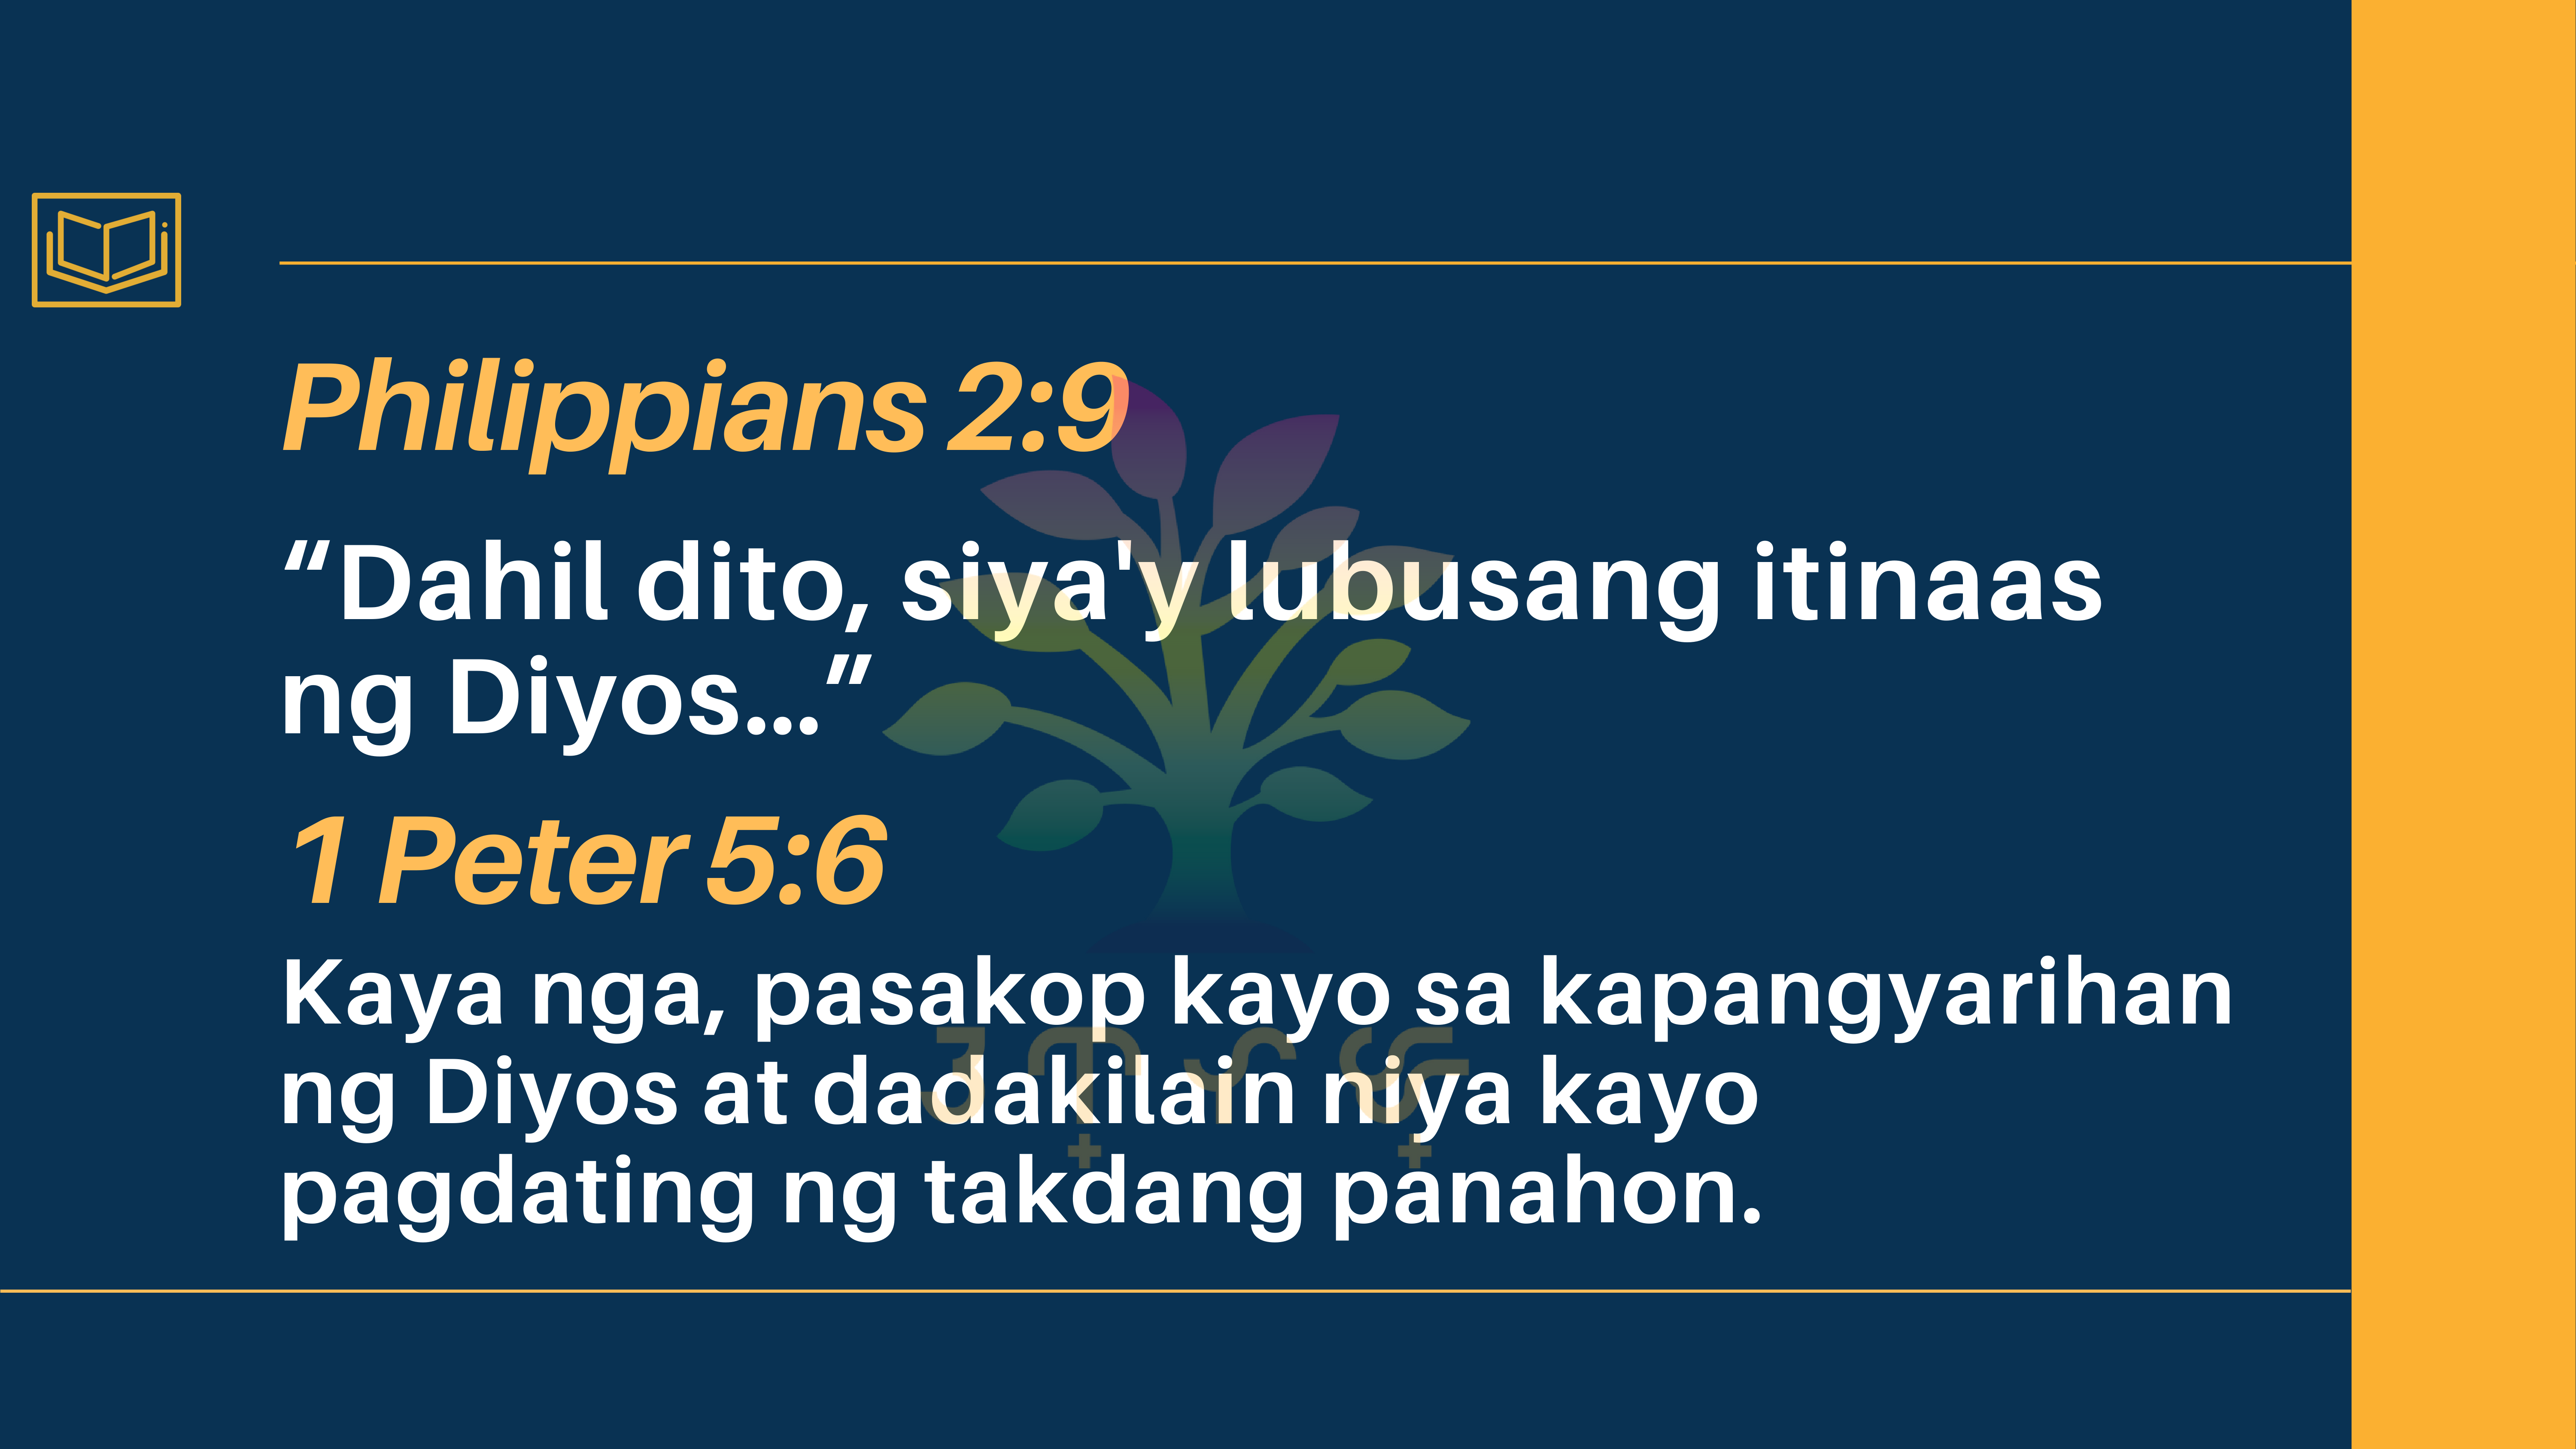 Philippians 2:9
“Dahil dito, siya'y lubusang itinaas
ng Diyos...”
1 Peter 5:6
Kaya nga, pasakop kayo sa kapangyarihan
ng Diyos at dadakilain niya kayo
pagdating ng takdang panahon.